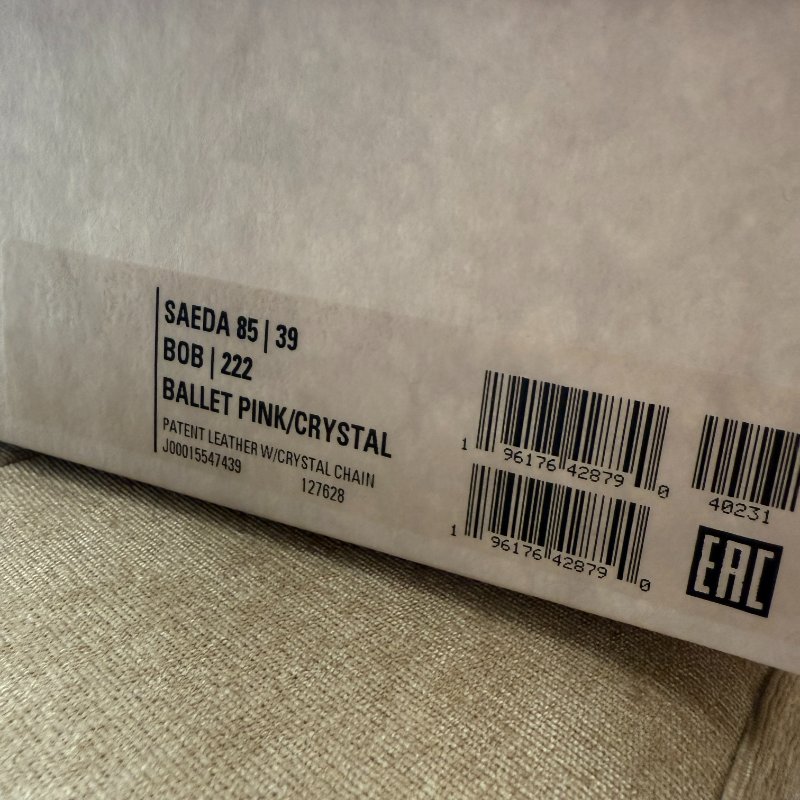 SAEDA 85 | 39
BOB | 222
BALLET PINK/CRYSTAL
PATENT LEATHER W/CRYSTAL CHAIN
J00015547439 127628
1 96176 42879 0
40231
1 96176 42879 0
EAC